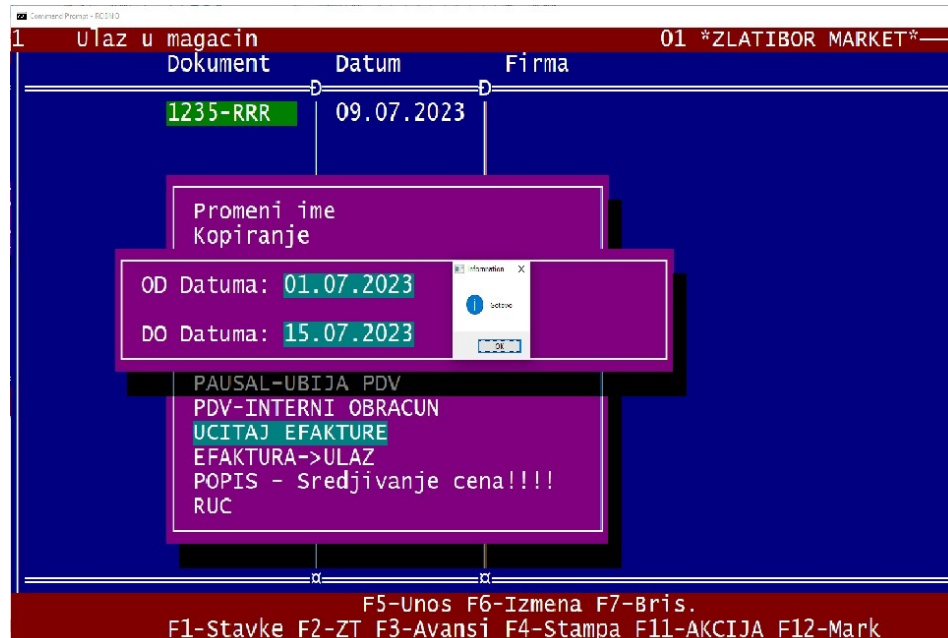 Command Prompt - ROBNO
1 Ulaz u magacin 01 *ZLATIBOR MARKET*
Dokument Datum Firma
1235-RRR 09.07.2023
Promeni ime
Kopiranje
OD Datuma: 01.07.2023
DO Datuma: 15.07.2023
Information X
Gotovo
OK
PAUSAL-UBIJA PDV
PDV-INTERNI OBRACUN
UCITAJ EFAKTURE
EFAKTURA->ULAZ
POPIS - Sredjivanje cena!!!!
RUC
F5-Unos F6-Izmena F7-Bris.
F1-Stavke F2-ZT F3-Avansi F4-Stampa F11-AKCIJA F12-Mark